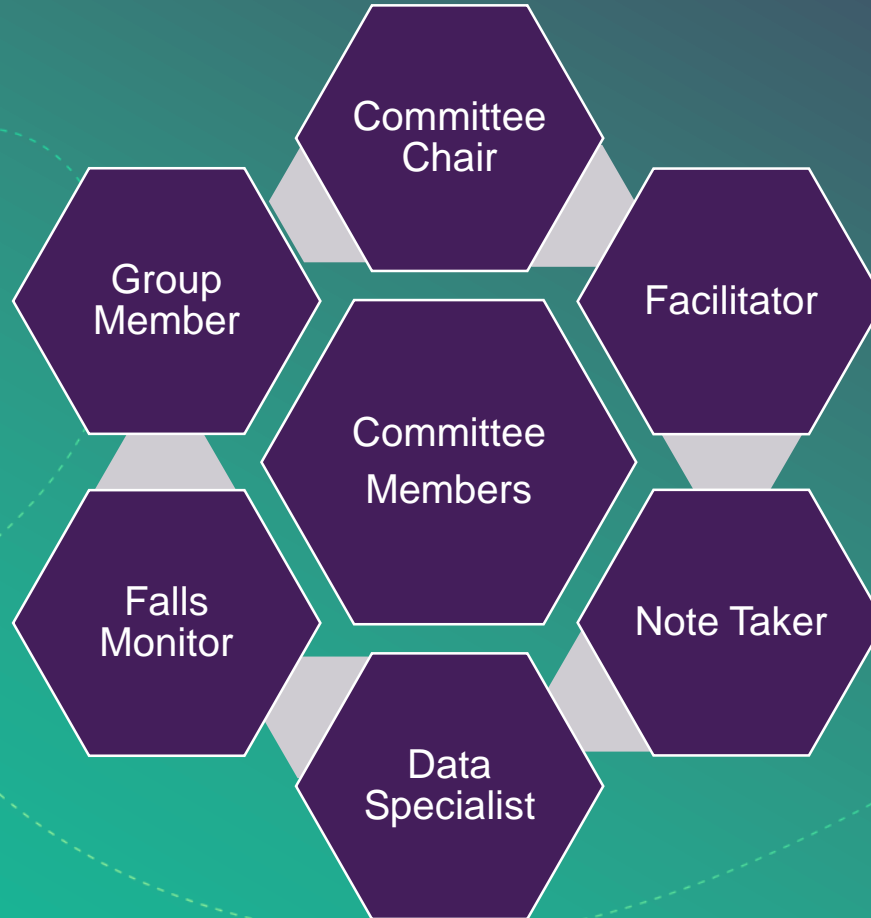 Committee
Chair
Group
Member
Facilitator
Committee
Members
Falls
Monitor
Note Taker
Data
Specialist